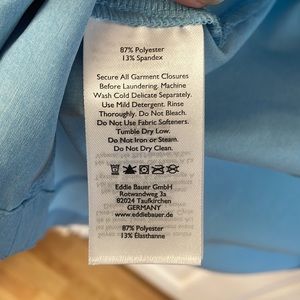 87% Polyester
13% Spandex
Secure All Garment Closures
Before Laundering. Machine
Wash Cold Delicate Separately.
Use Mild Detergent. Rinse
Thoroughly. Do Not Bleach.
Do Not Use Fabric Softeners.
Tumble Dry Low.
Do Not Iron or Steam.
Do Not Dry Clean.
Eddie Bauer GmbH
Rotwandweg 3a
82024 Taufkirchen
GERMANY
www.eddiebauer.de
87% Polyester
13% Élasthanne